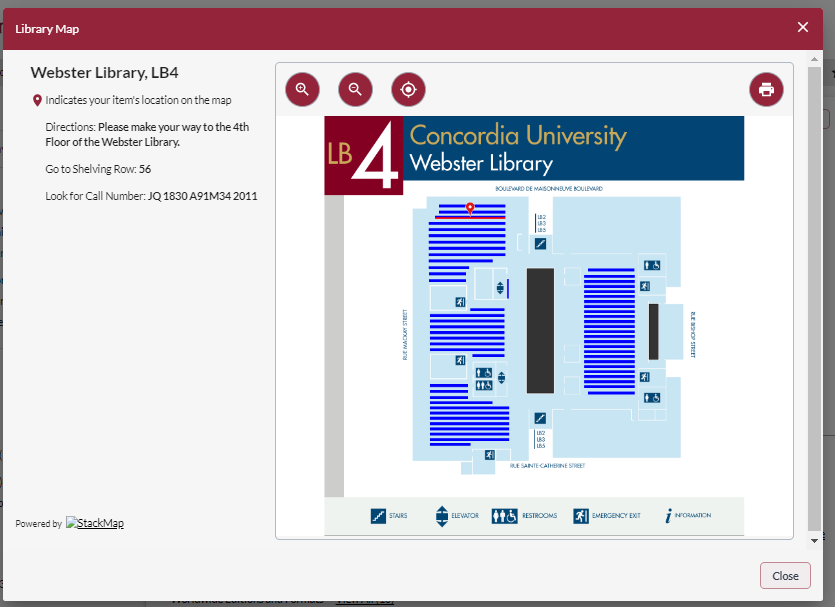 Library Map
Webster Library, LB4
Indicates your item's location on the map
Directions: Please make your way to the 4th
Floor of the Webster Library.
Go to Shelving Row: 56
Look for Call Number: JQ 1830 A91M34 2011
Powered by StackMap
LB4
Concordia University
Webster Library
BOULEVARD DE MAISONNEUVE BOULEVARD
LB2
LB3
LB5
RUE MACKAY STREET
RUE BISHOP STREET
LB2
LB3
LB5
RUE SAINTE-CATHERINE STREET
STAIRS
ELEVATOR
RESTROOMS
EMERGENCY EXIT
INFORMATION
Close